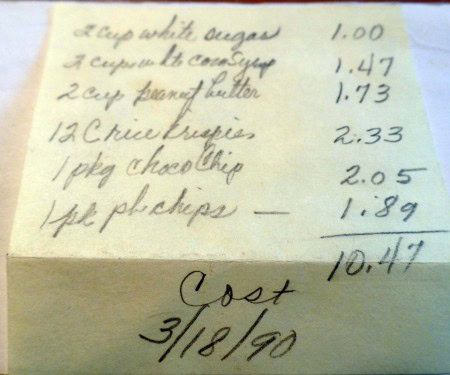 2 cup white sugar 1.00
2 cup white corn syrup 1.47
2 cup peanut butter 1.73
12 C rice krispies 2.33
1 pkg choco Chip 2.05
1 pk pb chips — 1.89
10.47
Cost
3/18/90